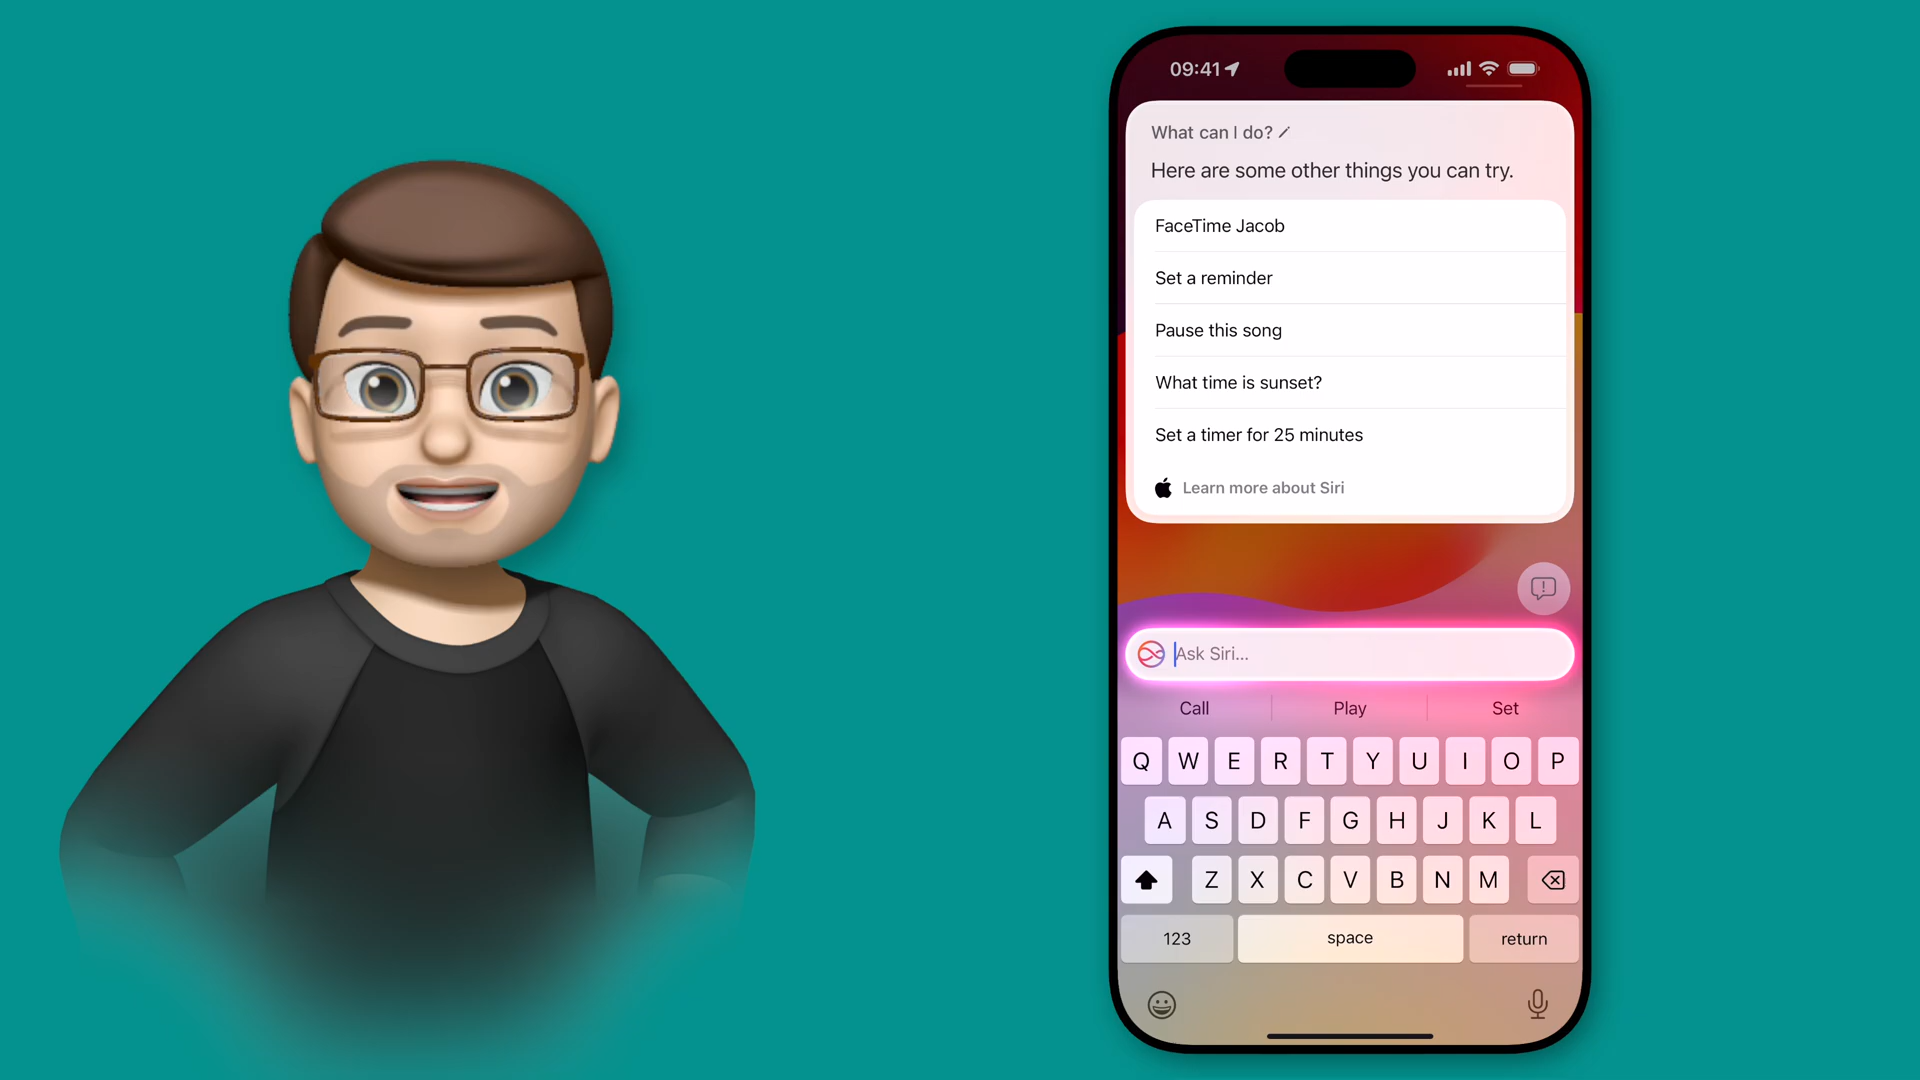 09:41
What can I do?
Here are some other things you can try.
FaceTime Jacob
Set a reminder
Pause this song
What time is sunset?
Set a timer for 25 minutes
Learn more about Siri
Ask Siri...
Call Play Set
Q W E R T Y U I O P
A S D F G H J K L
Z X C V B N M
123 space return